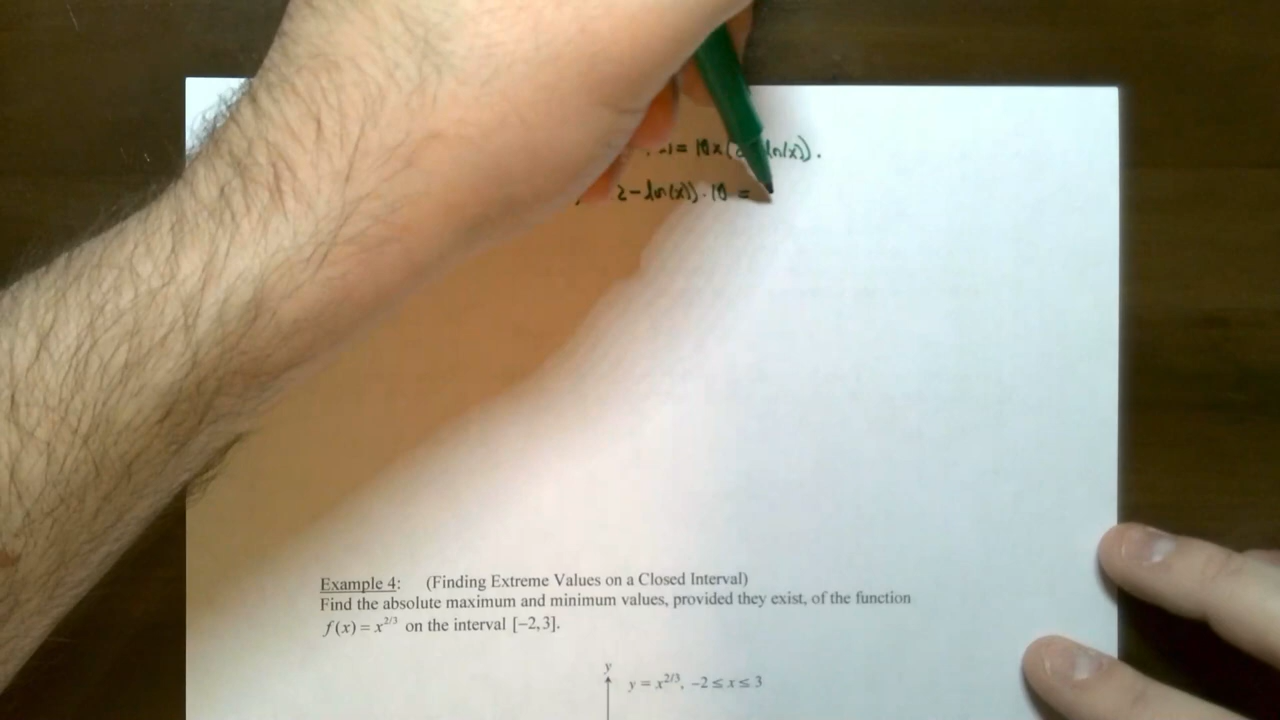 = 10x( ln(x)).
2-ln(x))·10 =
Example 4: (Finding Extreme Values on a Closed Interval)
Find the absolute maximum and minimum values, provided they exist, of the function
f(x) = x^{2/3} on the interval [−2,3].
y
y = x^{2/3}, −2 ≤ x ≤ 3